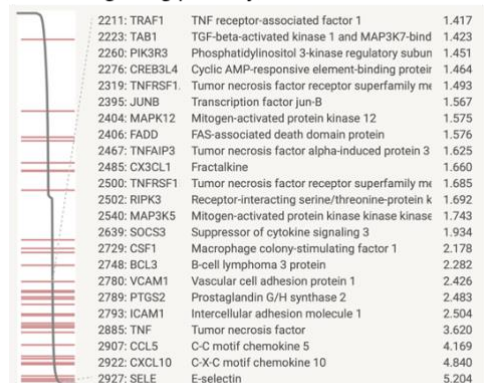 2211: TRAF1 TNF receptor-associated factor 1 1.417
2223: TAB1 TGF-beta-activated kinase 1 and MAP3K7-bind 1.423
2260: PIK3R3 Phosphatidylinositol 3-kinase regulatory subun 1.451
2276: CREB3L4 Cyclic AMP-responsive element-binding protein 1.464
2319: TNFRSF1. Tumor necrosis factor receptor superfamily me 1.493
2395: JUNB Transcription factor jun-B 1.567
2404: MAPK12 Mitogen-activated protein kinase 12 1.575
2406: FADD FAS-associated death domain protein 1.576
2467: TNFAIP3 Tumor necrosis factor alpha-induced protein 3 1.625
2485: CX3CL1 Fractalkine 1.660
2500: TNFRSF1 Tumor necrosis factor receptor superfamily me 1.685
2502: RIPK3 Receptor-interacting serine/threonine-protein k 1.692
2540: MAP3K5 Mitogen-activated protein kinase kinase kinase 1.743
2639: SOCS3 Suppressor of cytokine signaling 3 1.934
2729: CSF1 Macrophage colony-stimulating factor 1 2.178
2748: BCL3 B-cell lymphoma 3 protein 2.282
2780: VCAM1 Vascular cell adhesion protein 1 2.426
2789: PTGS2 Prostaglandin G/H synthase 2 2.483
2793: ICAM1 Intercellular adhesion molecule 1 2.504
2885: TNF Tumor necrosis factor 3.620
2907: CCL5 C-C motif chemokine 5 4.169
2922: CXCL10 C-X-C motif chemokine 10 4.840
2927: SELE E-selectin 5.204